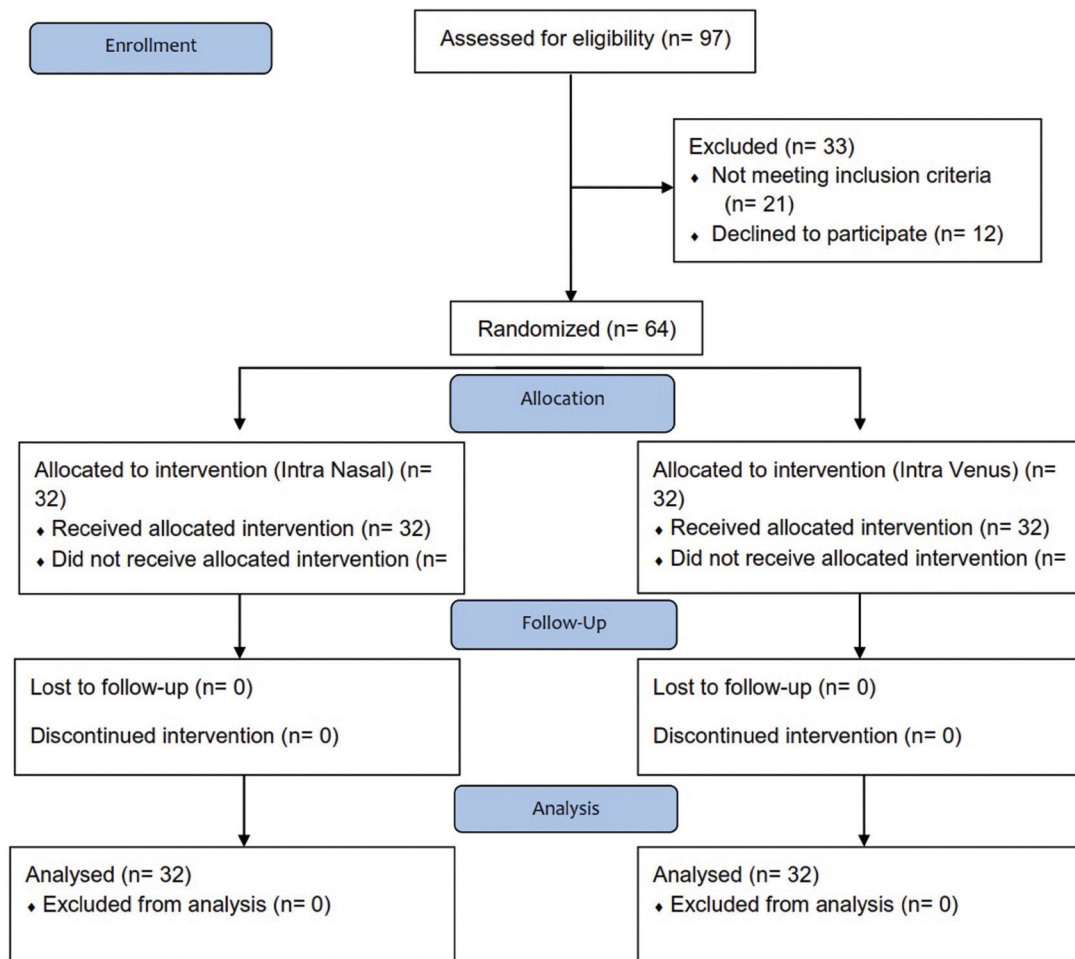 Enrollment
Assessed for eligibility (n= 97)
Excluded (n= 33)
♦ Not meeting inclusion criteria
(n= 21)
♦ Declined to participate (n= 12)
Randomized (n= 64)
Allocation
Allocated to intervention (Intra Nasal) (n=
32)
♦ Received allocated intervention (n= 32)
♦ Did not receive allocated intervention (n=
Allocated to intervention (Intra Venus) (n=
32)
♦ Received allocated intervention (n= 32)
♦ Did not receive allocated intervention (n=
Follow-Up
Lost to follow-up (n= 0)
Discontinued intervention (n= 0)
Lost to follow-up (n= 0)
Discontinued intervention (n= 0)
Analysis
Analysed (n= 32)
♦ Excluded from analysis (n= 0)
Analysed (n= 32)
♦ Excluded from analysis (n= 0)